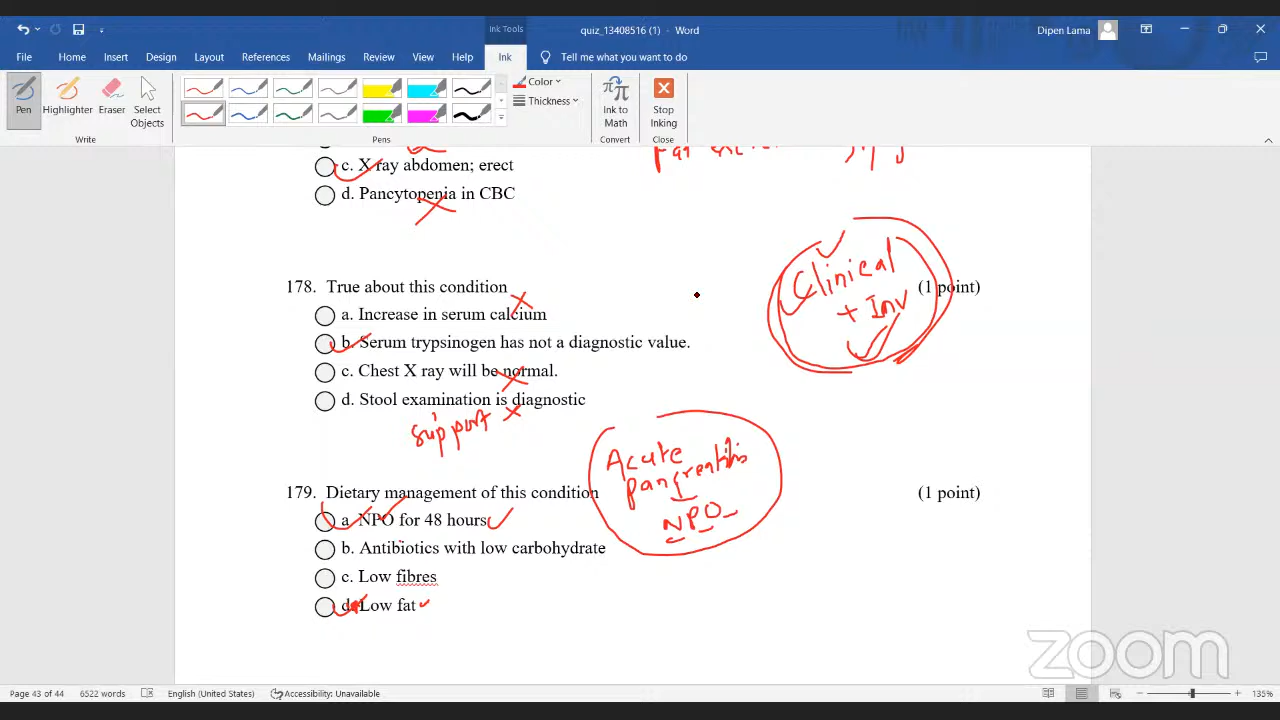 quiz_13408516 (1) - Word
Ink Tools
Dipen Lama
File Home Insert Design Layout References Mailings Review View Help Ink Tell me what you want to do
Pen Highlighter Eraser Select Objects
Color
Thickness
Ink to Math
Stop Inking
Write Pens Convert Close
c. X ray abdomen; erect
d. Pancytopenia in CBC
Clinical
+ Inv
178. True about this condition (1 point)
a. Increase in serum calcium
b. Serum trypsinogen has not a diagnostic value.
c. Chest X ray will be normal.
d. Stool examination is diagnostic
support
Acute
pancreatitis
NPO
179. Dietary management of this condition (1 point)
a. NPO for 48 hours
b. Antibiotics with low carbohydrate
c. Low fibres
d. Low fat
zoom
Page 43 of 44 6522 words English (United States) Accessibility: Unavailable 135%